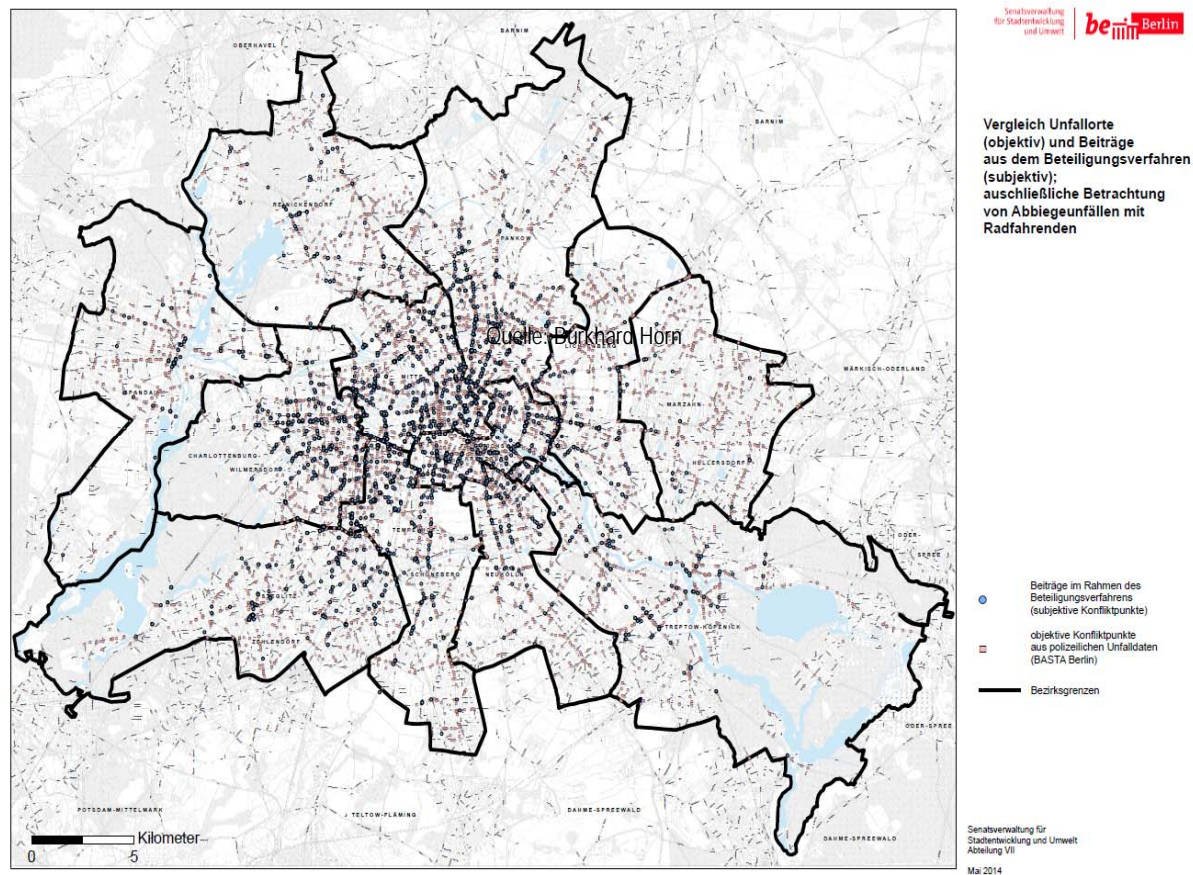 Senatsverwaltung
für Stadtentwicklung
und Umwelt
be Berlin
Vergleich Unfallorte
(objektiv) und Beiträge
aus dem Beteiligungsverfahren
(subjektiv);
auschließliche Betrachtung
von Abbiegeunfällen mit
Radfahrenden
OBERHAVEL
BARNIM
BARNIM
REINICKENDORF
PANKOW
Quelle: Burkhard Horn
MITTE
SPANDAU
MÄRKISCH-ODERLAND
MARZAHN
HELLERSDORF
CHARLOTTENBURG-
WILMERSDORF
TEMPELHOF
SCHÖNEBERG
NEUKÖLLN
STEGLITZ
ZEHLENDORF
TREPTOW-KÖPENICK
ODER-
SPREE
ODER-SPREE
POTSDAM-MITTELMARK
TELTOW-FLÄMING
DAHME-SPREEWALD
DAHME-SPREEWALD
Kilometer
0 5
Beiträge im Rahmen des
Beteiligungsverfahrens
(subjektive Konfliktpunkte)
objektive Konfliktpunkte
aus polizeilichen Unfalldaten
(BASTA Berlin)
Bezirksgrenzen
Senatsverwaltung für
Stadtentwicklung und Umwelt
Abteilung VII
Mai 2014